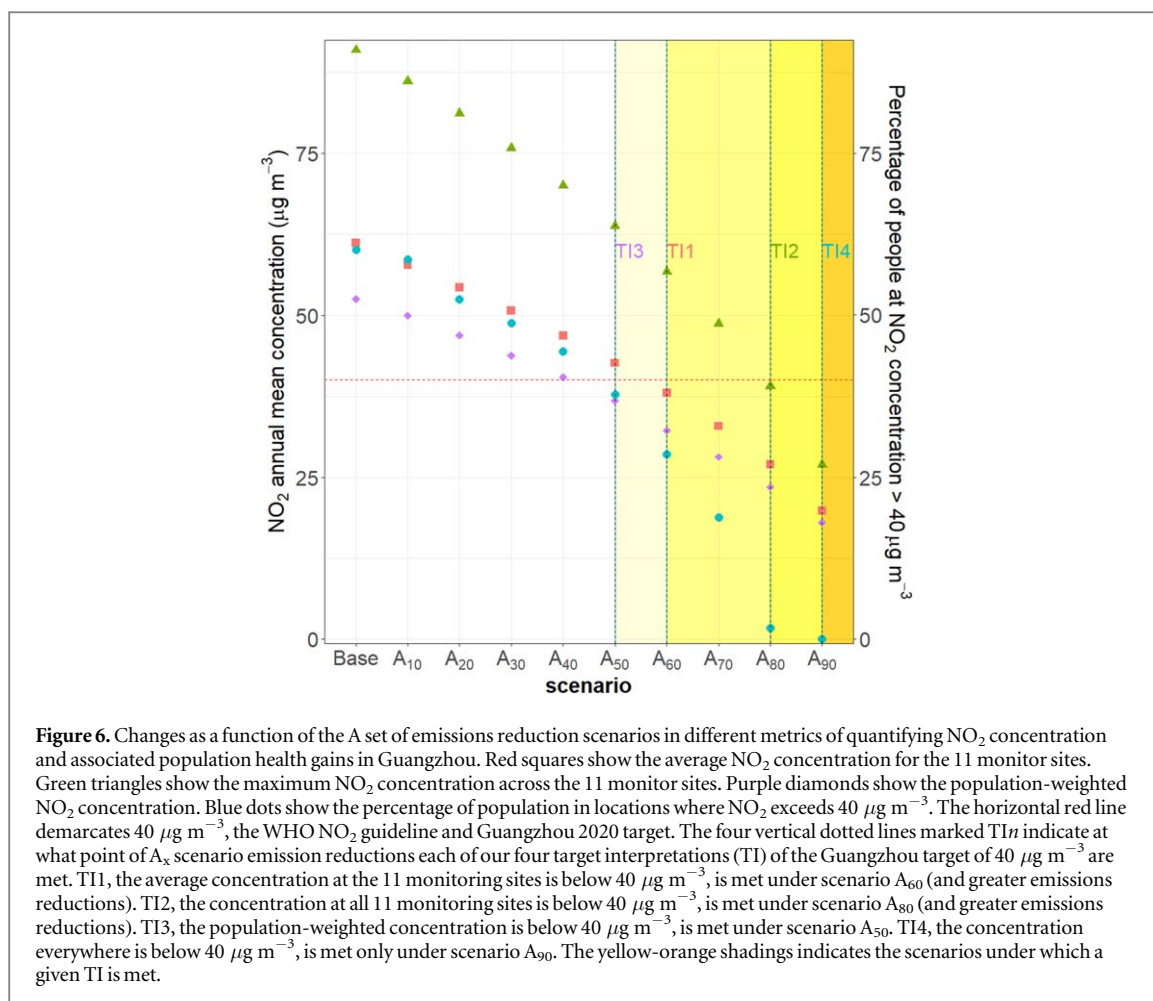 NO₂ annual mean concentration (µg m⁻³)
Percentage of people at NO₂ concentration > 40 µg m⁻³
75
75
TI3
TI1
TI2
TI4
50
50
25
25
0
0
Base A₁₀ A₂₀ A₃₀ A₄₀ A₅₀ A₆₀ A₇₀ A₈₀ A₉₀
scenario
Figure 6. Changes as a function of the A set of emissions reduction scenarios in different metrics of quantifying NO₂ concentration
and associated population health gains in Guangzhou. Red squares show the average NO₂ concentration for the 11 monitor sites.
Green triangles show the maximum NO₂ concentration across the 11 monitor sites. Purple diamonds show the population-weighted
NO₂ concentration. Blue dots show the percentage of population in locations where NO₂ exceeds 40 µg m⁻³. The horizontal red line
demarcates 40 µg m⁻³, the WHO NO₂ guideline and Guangzhou 2020 target. The four vertical dotted lines marked TIn indicate at
what point of Aₓ scenario emission reductions each of our four target interpretations (TI) of the Guangzhou target of 40 µg m⁻³ are
met. TI1, the average concentration at the 11 monitoring sites is below 40 µg m⁻³, is met under scenario A₆₀ (and greater emissions
reductions). TI2, the concentration at all 11 monitoring sites is below 40 µg m⁻³, is met under scenario A₈₀ (and greater emissions
reductions). TI3, the population-weighted concentration is below 40 µg m⁻³, is met under scenario A₅₀. TI4, the concentration
everywhere is below 40 µg m⁻³, is met only under scenario A₉₀. The yellow-orange shadings indicates the scenarios under which a
given TI is met.